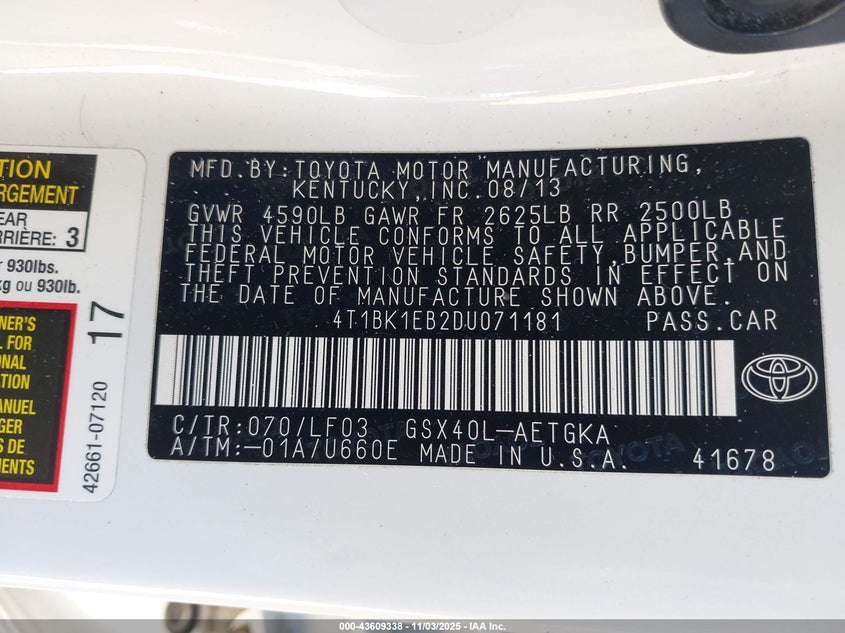 TION
RGEMENT
EAR
RRIÈRE: 3
r 930lbs.
kg ou 930lb.
NER'S
L FOR
ONAL
ATION
ANUEL
GER
S DE
MENT
42661-07120 17
MFD.BY:TOYOTA MOTOR MANUFACTURING,
KENTUCKY,INC.08/13
GVWR 4590LB GAWR FR 2625LB RR 2500LB
THIS VEHICLE CONFORMS TO ALL APPLICABLE
FEDERAL MOTOR VEHICLE SAFETY,BUMPER,AND
THEFT PREVENTION STANDARDS IN EFFECT ON
THE DATE OF MANUFACTURE SHOWN ABOVE.
4T1BK1EB2DU071181 PASS.CAR
C/TR:070/LF03 GSX40L-AETGKA
A/TM:-01A/U660E MADE IN U.S.A. 41678
000-43609338 - 11/03/2025 - IAA Inc.